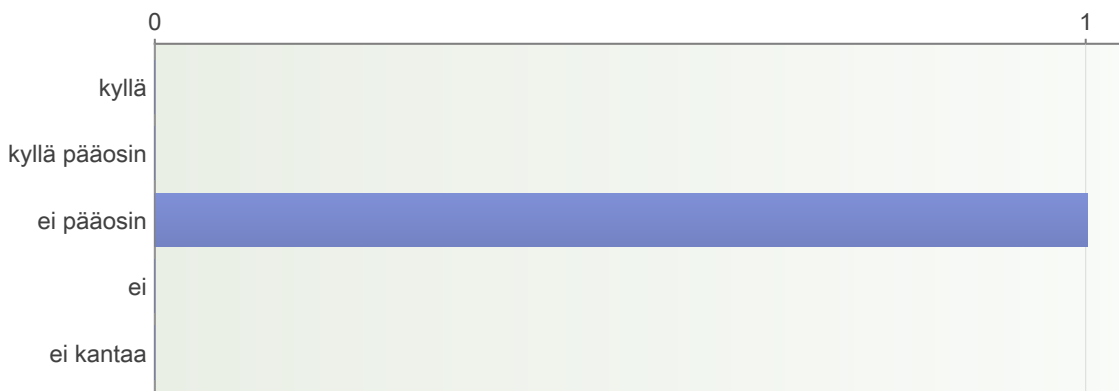 0 1
kyllä
kyllä pääosin
ei pääosin
ei
ei kantaa